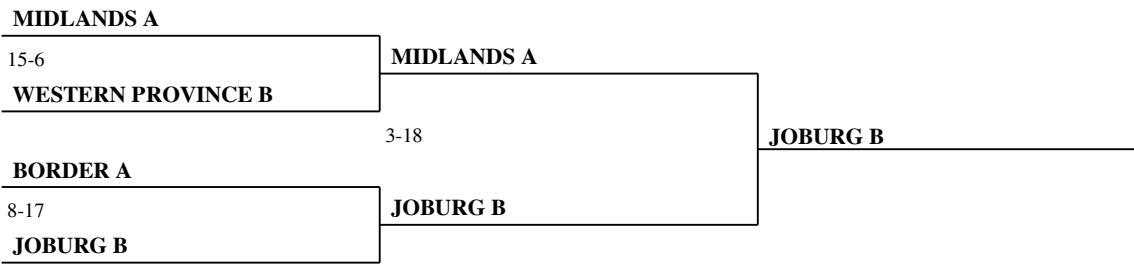 MIDLANDS A
15-6
MIDLANDS A
WESTERN PROVINCE B
3-18
JOBURG B
BORDER A
8-17
JOBURG B
JOBURG B